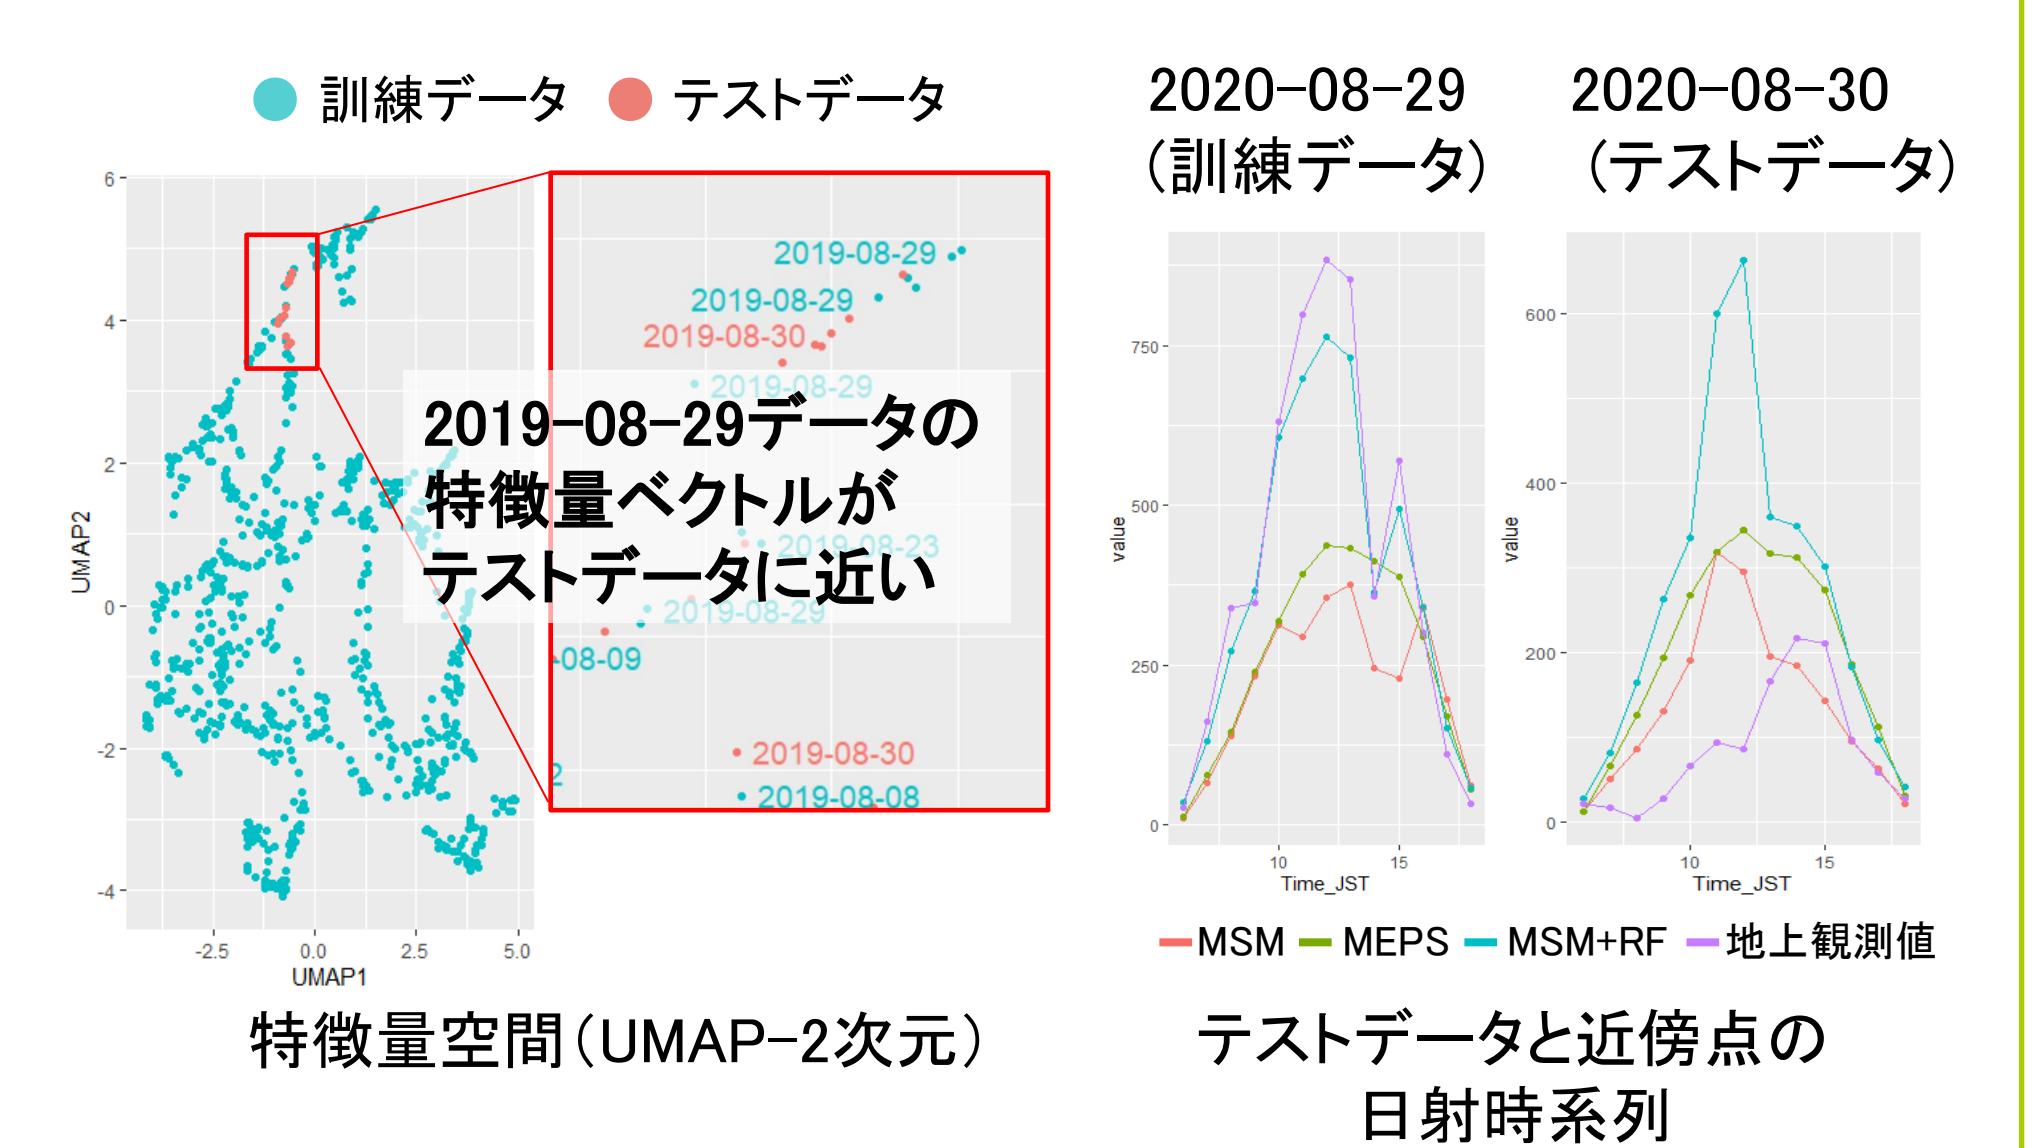 訓練データ
テストデータ
6
4
2
0
-2
-4
UMAP2
-2.5
0.0
2.5
5.0
UMAP1
2019-08-29
2019-08-29
2019-08-30
2019-08-29
2019-08-29データの
特徴量ベクトルが
テストデータに近い
2019-08-23
2019-08-29
-08-09
2019-08-30
2
2019-08-08
特徴量空間(UMAP-2次元)
2020-08-29
(訓練データ)
2020-08-30
(テストデータ)
750
500
250
0
value
10
15
Time_JST
600
400
200
0
value
10
15
Time_JST
MSM
MEPS
MSM+RF
地上観測値
テストデータと近傍点の
日射時系列